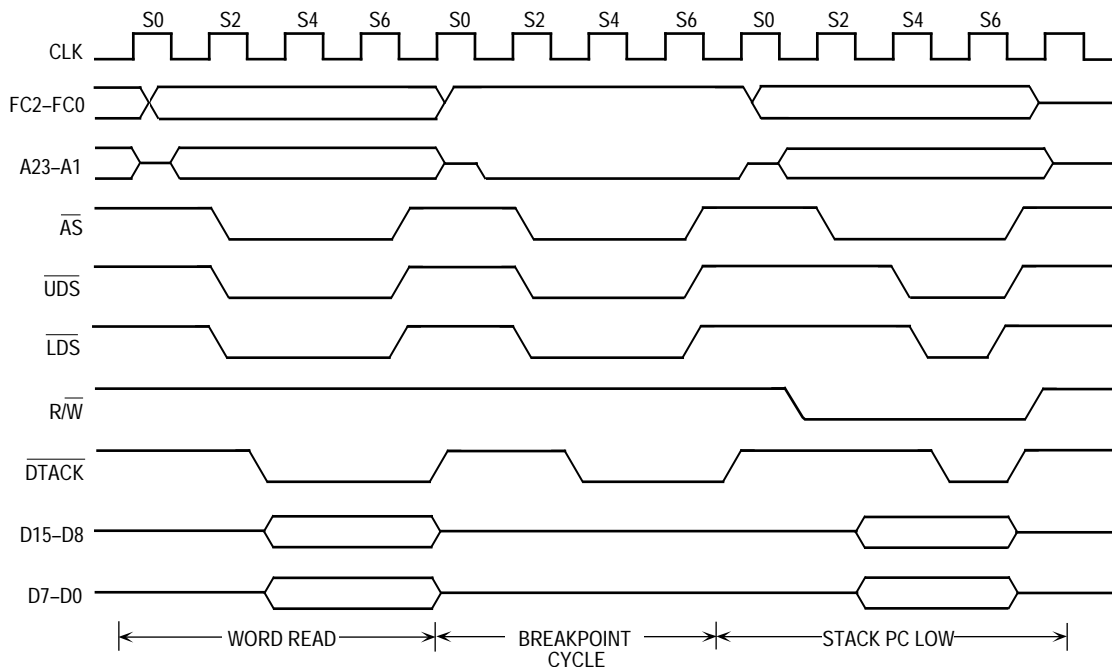 S0 S2 S4 S6 S0 S2 S4 S6 S0 S2 S4 S6
CLK
FC2–FC0
A23–A1
AS
UDS
LDS
R/W
DTACK
D15–D8
D7–D0
WORD READ
BREAKPOINT
CYCLE
STACK PC LOW